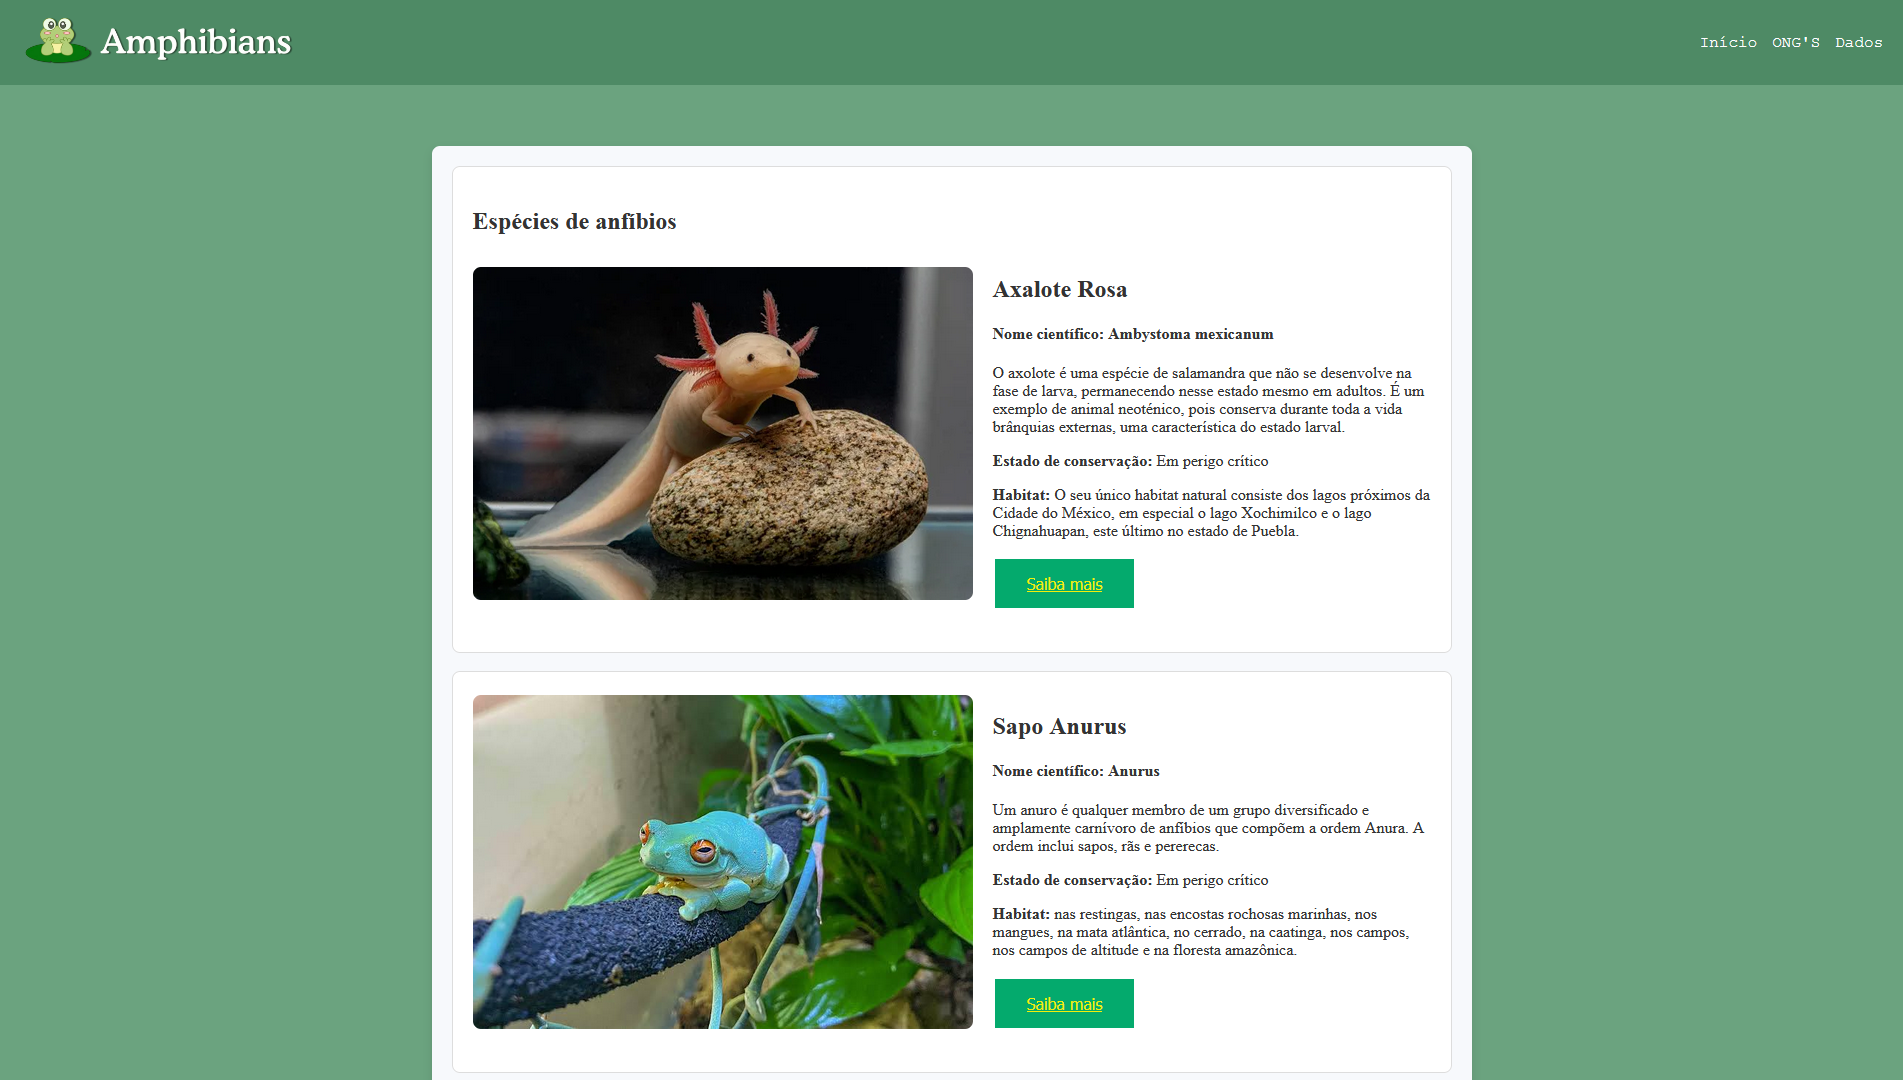 Amphibians
Início ONG'S Dados
Espécies de anfíbios
Axalote Rosa
Nome científico: Ambystoma mexicanum
O axolote é uma espécie de salamandra que não se desenvolve na
fase de larva, permanecendo nesse estado mesmo em adultos. É um
exemplo de animal neoténico, pois conserva durante toda a vida
brânquias externas, uma característica do estado larval.
Estado de conservação: Em perigo crítico
Habitat: O seu único habitat natural consiste dos lagos próximos da
Cidade do México, em especial o lago Xochimilco e o lago
Chignahuapan, este último no estado de Puebla.
Saiba mais
Sapo Anurus
Nome científico: Anurus
Um anuro é qualquer membro de um grupo diversificado e
amplamente carnívoro de anfíbios que compõem a ordem Anura. A
ordem inclui sapos, rãs e pererecas.
Estado de conservação: Em perigo crítico
Habitat: nas restingas, nas encostas rochosas marinhas, nos
mangues, na mata atlântica, no cerrado, na caatinga, nos campos,
nos campos de altitude e na floresta amazônica.
Saiba mais